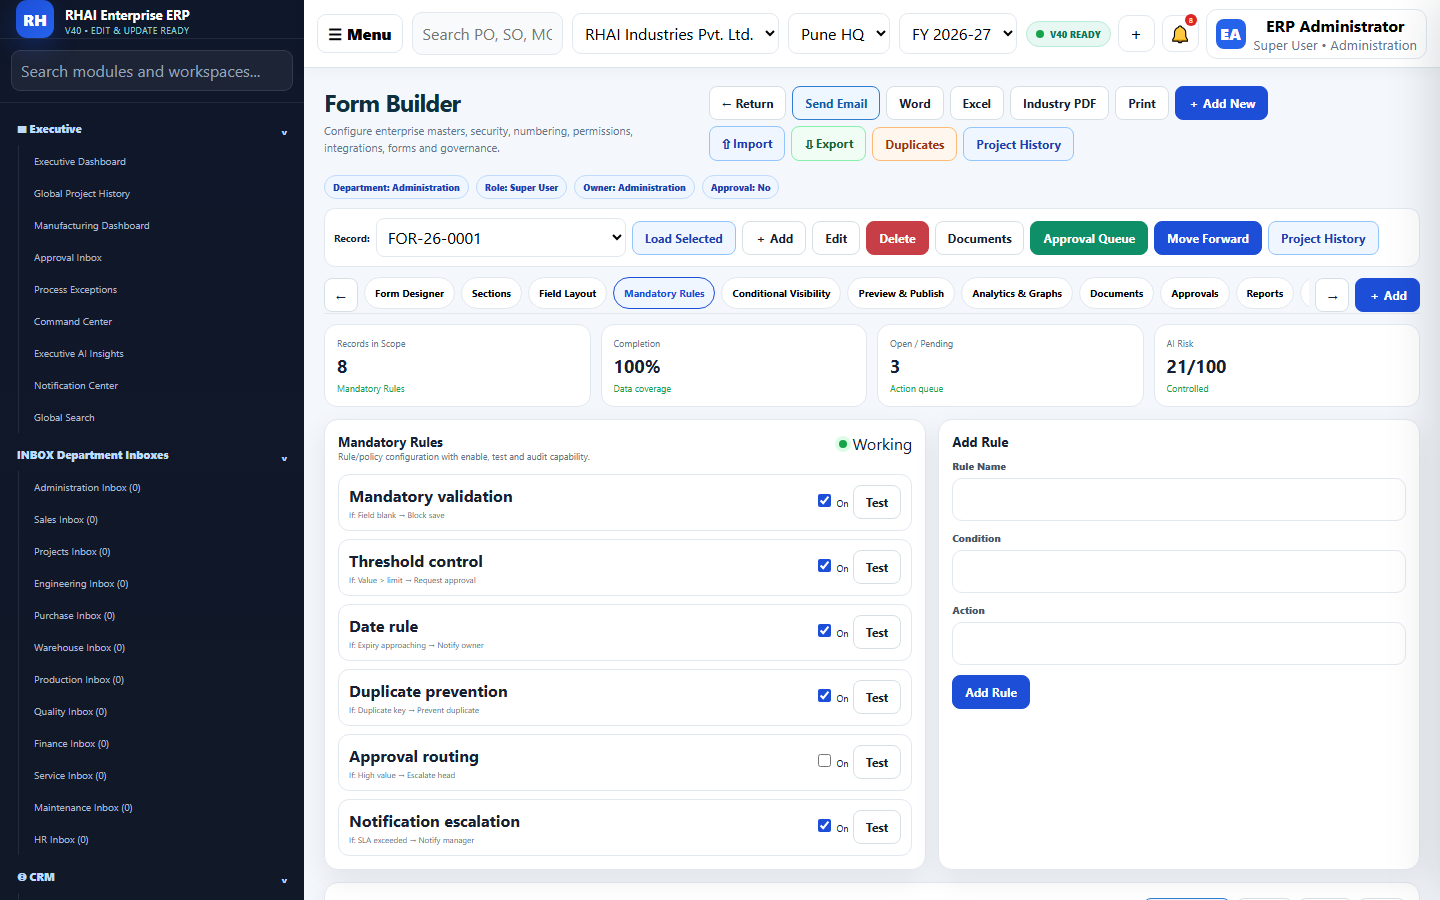 RH
RHAI Enterprise ERP
V40 • EDIT & UPDATE READY
Search modules and workspaces...
Executive
Executive Dashboard
Global Project History
Manufacturing Dashboard
Approval Inbox
Process Exceptions
Command Center
Executive AI Insights
Notification Center
Global Search
INBOX Department Inboxes
Administration Inbox (0)
Sales Inbox (0)
Projects Inbox (0)
Engineering Inbox (0)
Purchase Inbox (0)
Warehouse Inbox (0)
Production Inbox (0)
Quality Inbox (0)
Finance Inbox (0)
Service Inbox (0)
Maintenance Inbox (0)
HR Inbox (0)
CRM
☰ Menu
Search PO, SO, MO
RHAI Industries Pvt. Ltd.
Pune HQ
FY 2026-27
V40 READY
+
8
EA
ERP Administrator
Super User • Administration
Form Builder
Configure enterprise masters, security, numbering, permissions,
integrations, forms and governance.
← Return
Send Email
Word
Excel
Industry PDF
Print
+ Add New
⇧ Import
⇩ Export
Duplicates
Project History
Department: Administration
Role: Super User
Owner: Administration
Approval: No
Record:
FOR-26-0001
Load Selected
+ Add
Edit
Delete
Documents
Approval Queue
Move Forward
Project History
←
Form Designer
Sections
Field Layout
Mandatory Rules
Conditional Visibility
Preview & Publish
Analytics & Graphs
Documents
Approvals
Reports
→
+ Add
Records in Scope
8
Mandatory Rules
Completion
100%
Data coverage
Open / Pending
3
Action queue
AI Risk
21/100
Controlled
Mandatory Rules
Rule/policy configuration with enable, test and audit capability.
Working
Mandatory validation
If: Field blank → Block save
On
Test
Threshold control
If: Value > limit → Request approval
On
Test
Date rule
If: Expiry approaching → Notify owner
On
Test
Duplicate prevention
If: Duplicate key → Prevent duplicate
On
Test
Approval routing
If: High value → Escalate head
On
Test
Notification escalation
If: SLA exceeded → Notify manager
On
Test
Add Rule
Rule Name
Condition
Action
Add Rule